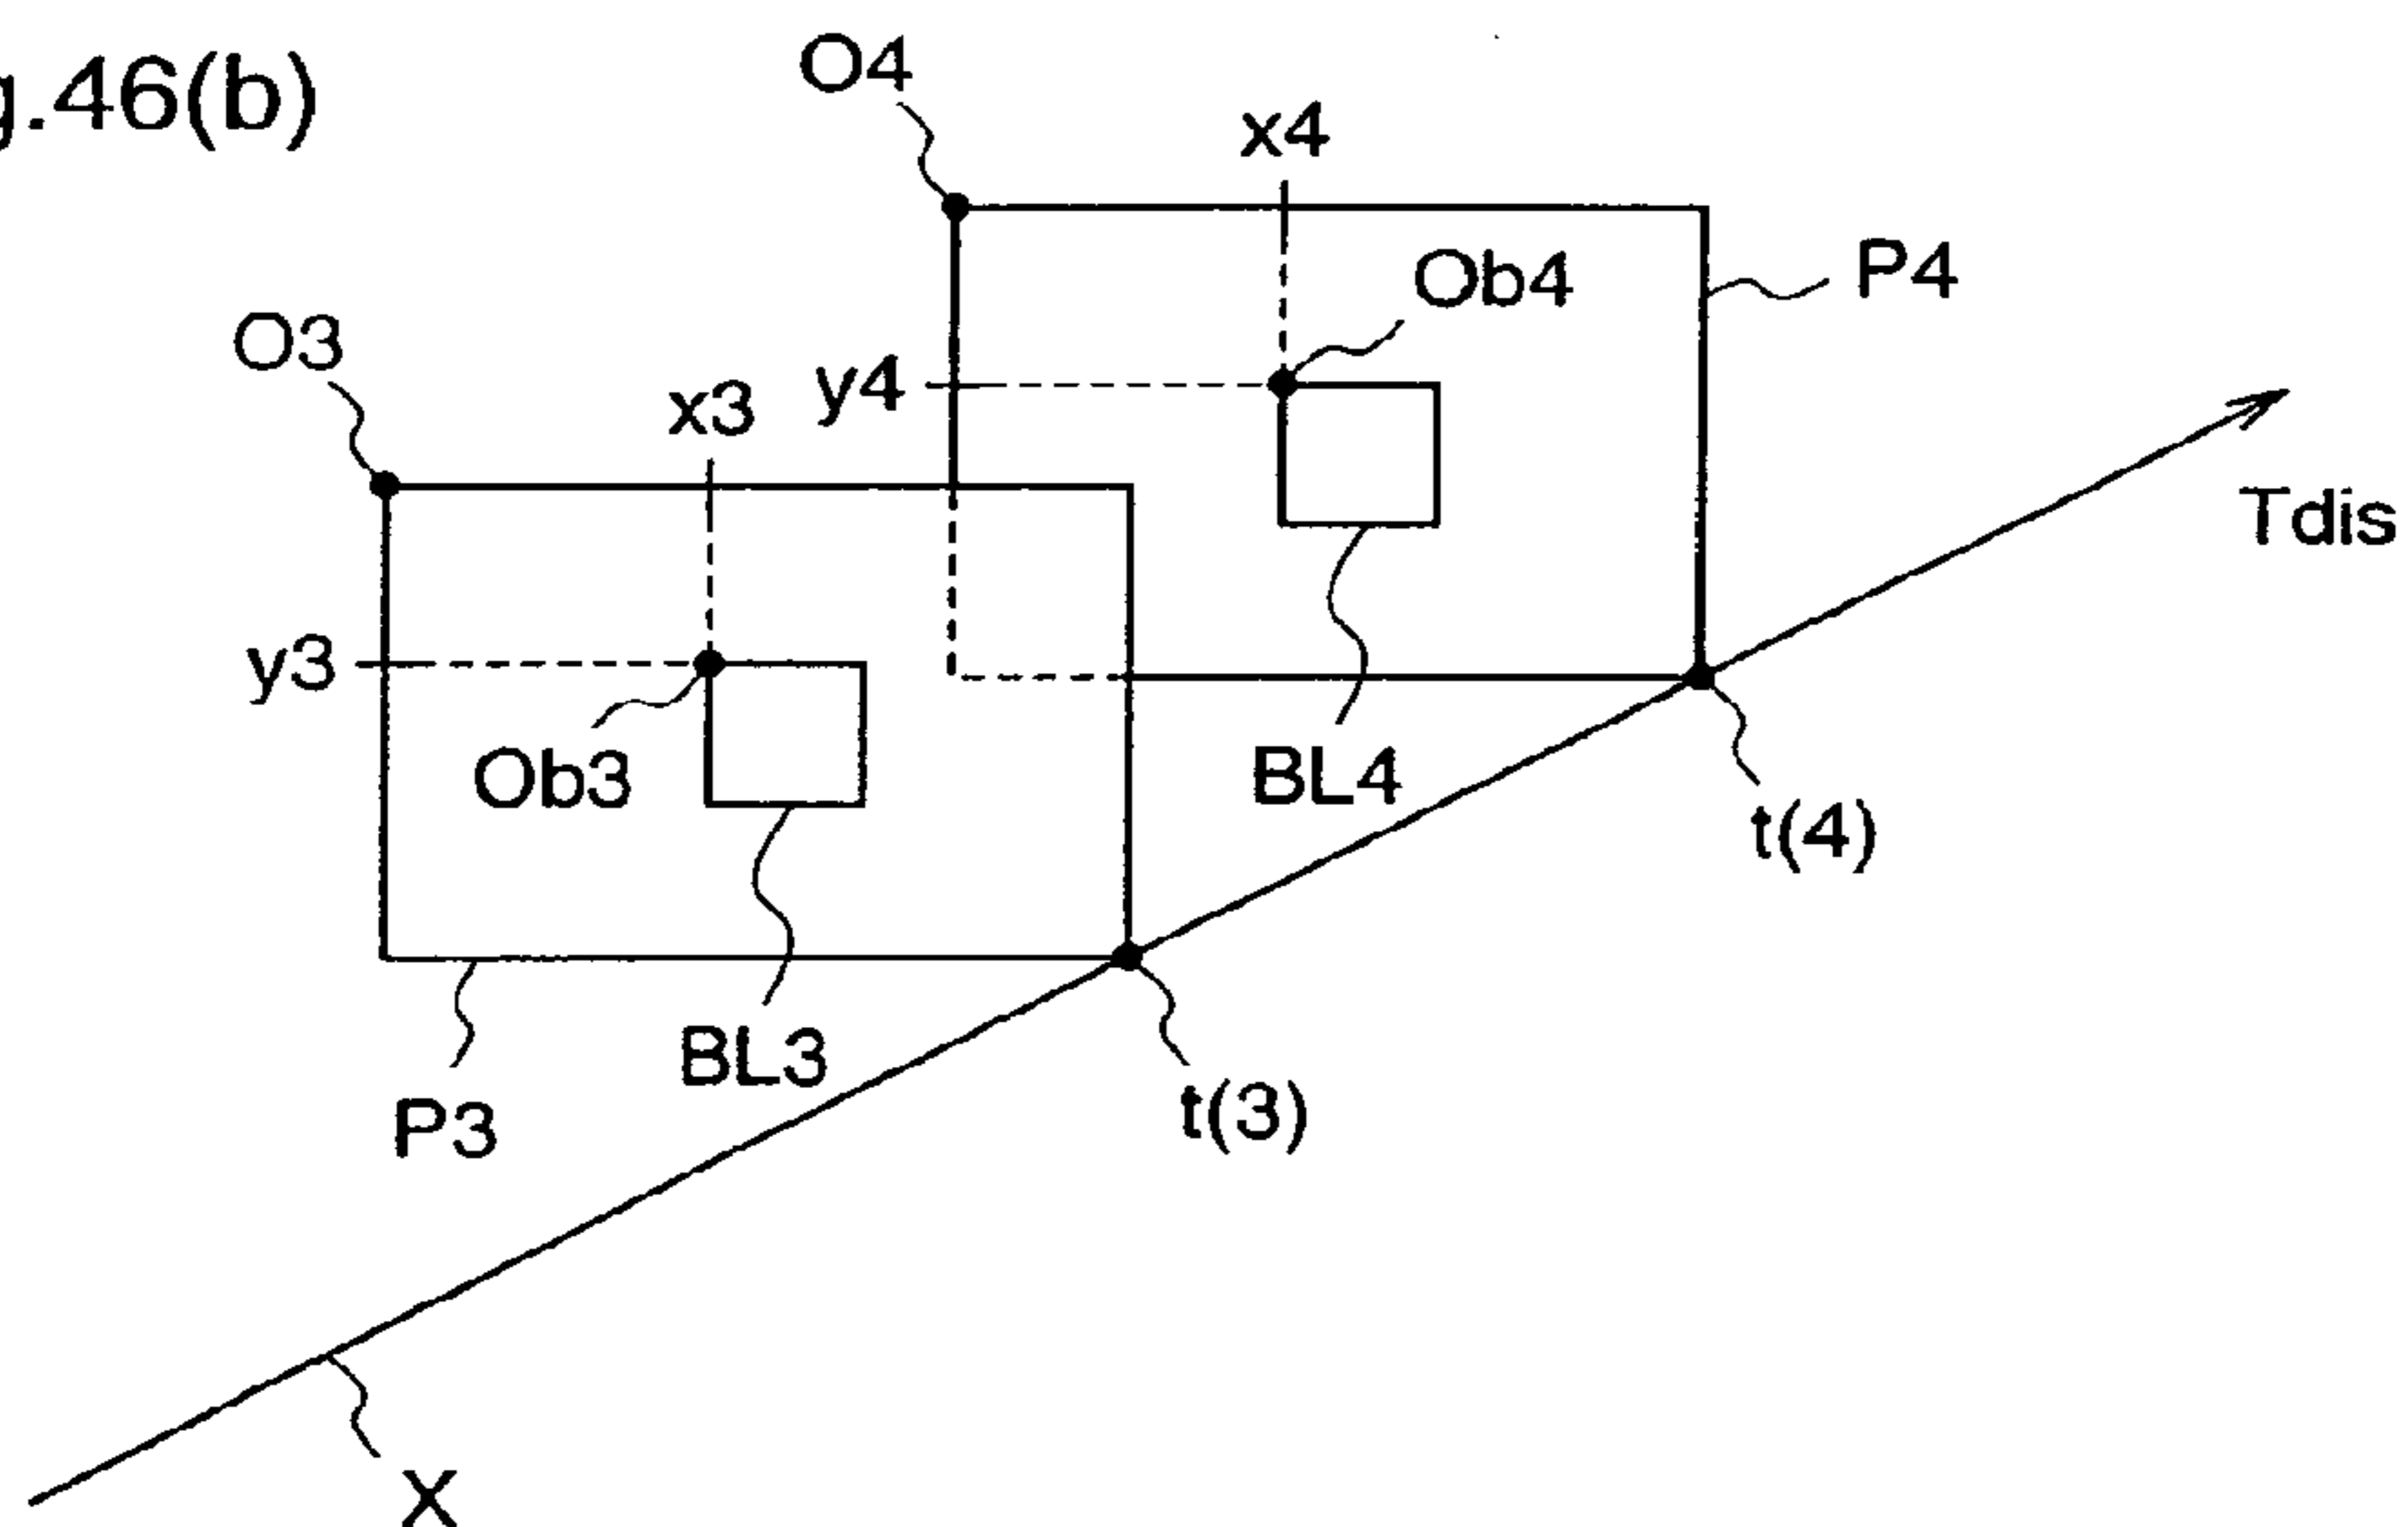 g.46(b)
O4
x4
Ob4
P4
O3
x3
y4
Tdis
y3
Ob3
BL4
t(4)
BL3
t(3)
P3
X